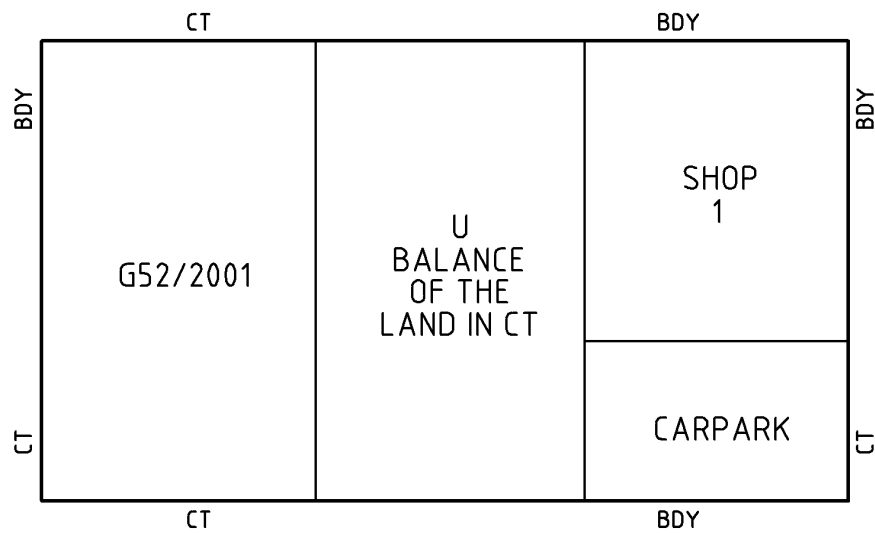 CT
BDY
BDY
BDY
SHOP
1
U
BALANCE
OF THE
LAND IN CT
G52/2001
CARPARK
CT
CT
CT
BDY